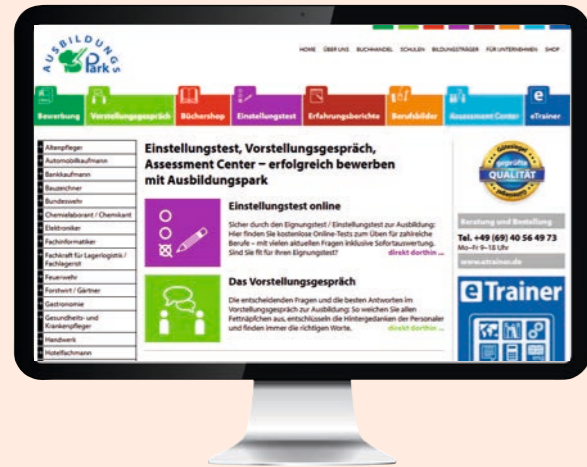 AUSBILDUNGS
Park
HOME ÜBER UNS BUCHHANDEL SCHULEN BILDUNGSTRÄGER FÜR UNTERNEHMEN SHOP
Bewerbung Vorstellungsgespräch Büchershop Einstellungstest Erfahrungsberichte Berufsbilder Assessment Center eTrainer
Altenpfleger
Automobilkaufmann
Bankkaufmann
Bauzeichner
Bundeswehr
Chemielaborant / Chemikant
Elektroniker
Fachinformatiker
Fachkraft für Lagerlogistik /
Fachlagerist
Feuerwehr
Forstwirt / Gärtner
Gastronomie
Gesundheits- und
Krankenpfleger
Handwerk
Hotelfachmann
Einstellungstest, Vorstellungsgespräch,
Assessment Center – erfolgreich bewerben
mit Ausbildungspark
Einstellungstest online
Sicher durch den Eignungstest / Einstellungstest zur Ausbildung:
Hier finden Sie kostenlose Online-Tests zum Üben für zahlreiche
Berufe – mit vielen aktuellen Fragen inklusive Sofortauswertung.
Sind Sie fit für ihren Eignungstest? direkt dorthin ...
Das Vorstellungsgespräch
Die entscheidenden Fragen und die besten Antworten im
Vorstellungsgespräch zur Ausbildung: So weichen Sie allen
Fettnäpfchen aus, entschlüsseln die Hintergedanken der Personaler
und finden immer die richtigen Worte. direkt dorthin ...
Gütesiegel
geprüfte
QUALITÄT
Beratung und Bestellung
Tel. +49 (69) 40 56 49 73
Mo–Fr 9–18 Uhr
www.etrainer.de
e Trainer